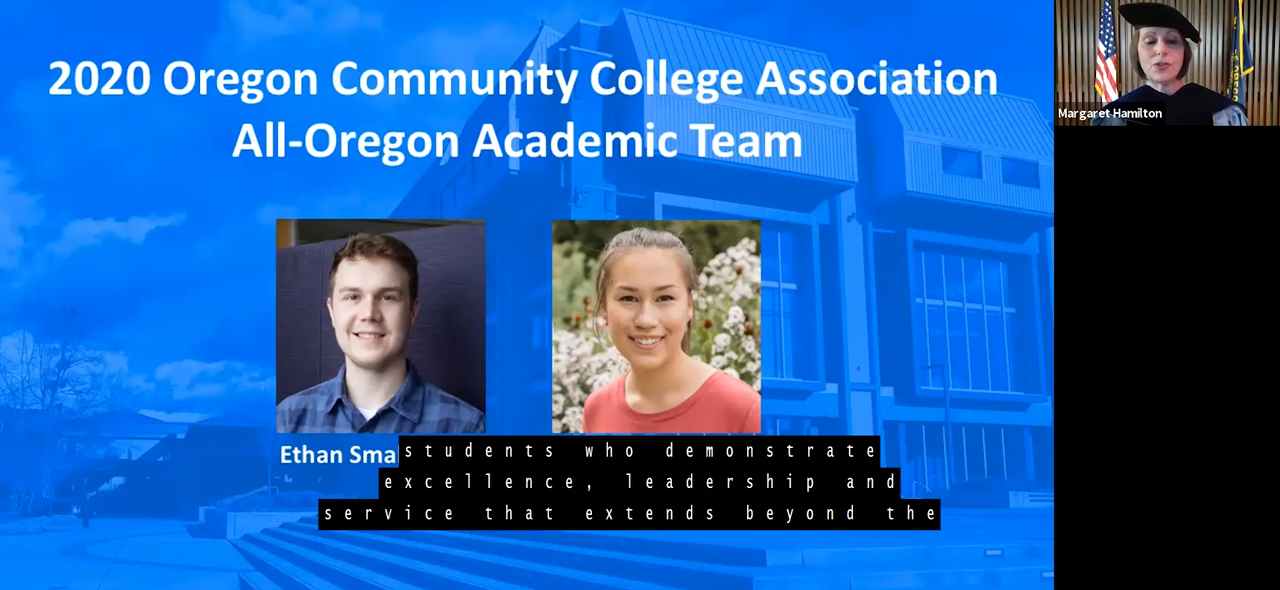 2020 Oregon Community College Association
All-Oregon Academic Team
Margaret Hamilton
Ethan
students who demonstrate
excellence, leadership and
service that extends beyond the